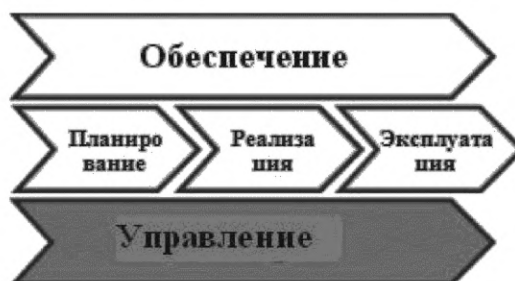 Обеспечение
Планиро
вание
Реализа
ция
Эксплуата
ция
Управление